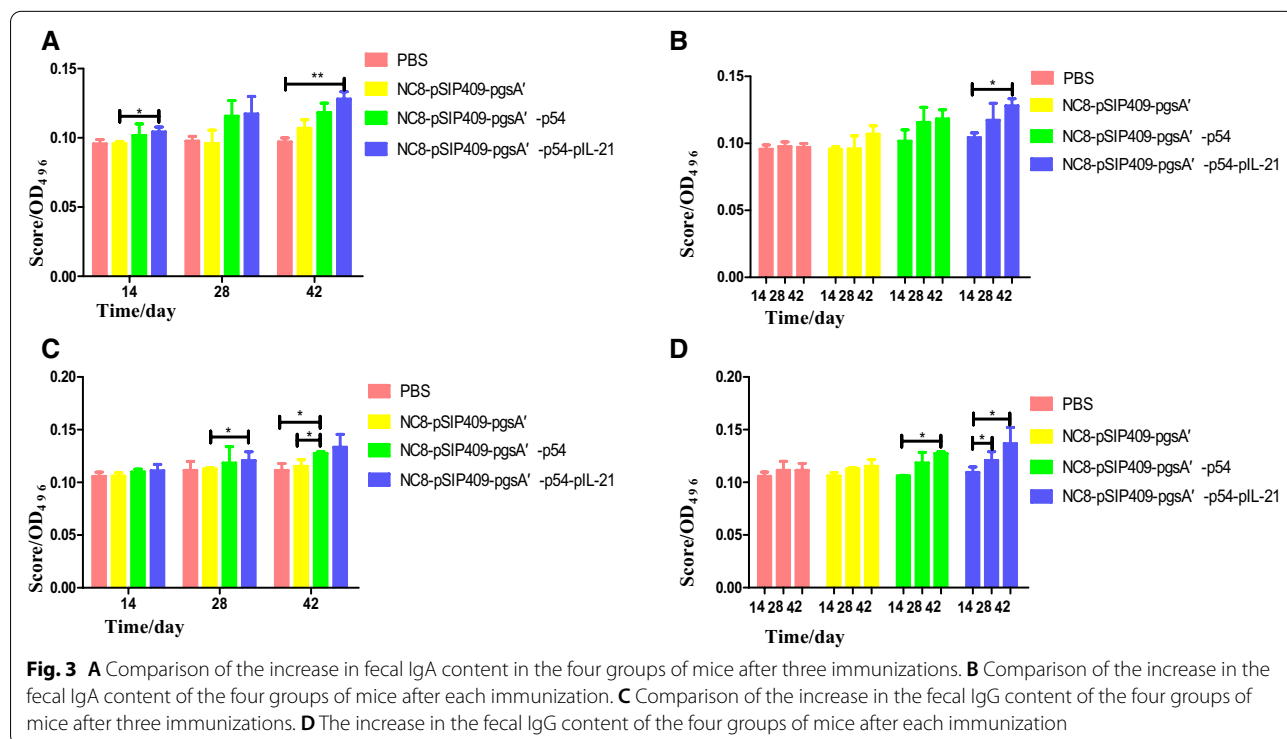 A
PBS
NC8-pSIP409-pgsA′
NC8-pSIP409-pgsA′ -p54
NC8-pSIP409-pgsA′ -p54-pIL-21
Score/OD496
0.15
0.10
0.05
0.00
*
**
14 28 42
Time/day
B
PBS
NC8-pSIP409-pgsA′
NC8-pSIP409-pgsA′ -p54
NC8-pSIP409-pgsA′ -p54-pIL-21
Score/OD496
0.15
0.10
0.05
0.00
*
14 28 42 14 28 42 14 28 42 14 28 42
Time/day
C
PBS
NC8-pSIP409-pgsA′
NC8-pSIP409-pgsA′ -p54
NC8-pSIP409-pgsA′ -p54-pIL-21
Score/OD496
0.20
0.15
0.10
0.05
0.00
*
*
*
14 28 42
Time/day
D
PBS
NC8-pSIP409-pgsA′
NC8-pSIP409-pgsA′ -p54
NC8-pSIP409-pgsA′ -p54-pIL-21
Score/OD496
0.20
0.15
0.10
0.05
0.00
*
*
*
14 28 42 14 28 42 14 28 42 14 28 42
Time/day
Fig. 3 A Comparison of the increase in fecal IgA content in the four groups of mice after three immunizations. B Comparison of the increase in the
fecal IgA content of the four groups of mice after each immunization. C Comparison of the increase in the fecal IgG content of the four groups of
mice after three immunizations. D The increase in the fecal IgG content of the four groups of mice after each immunization